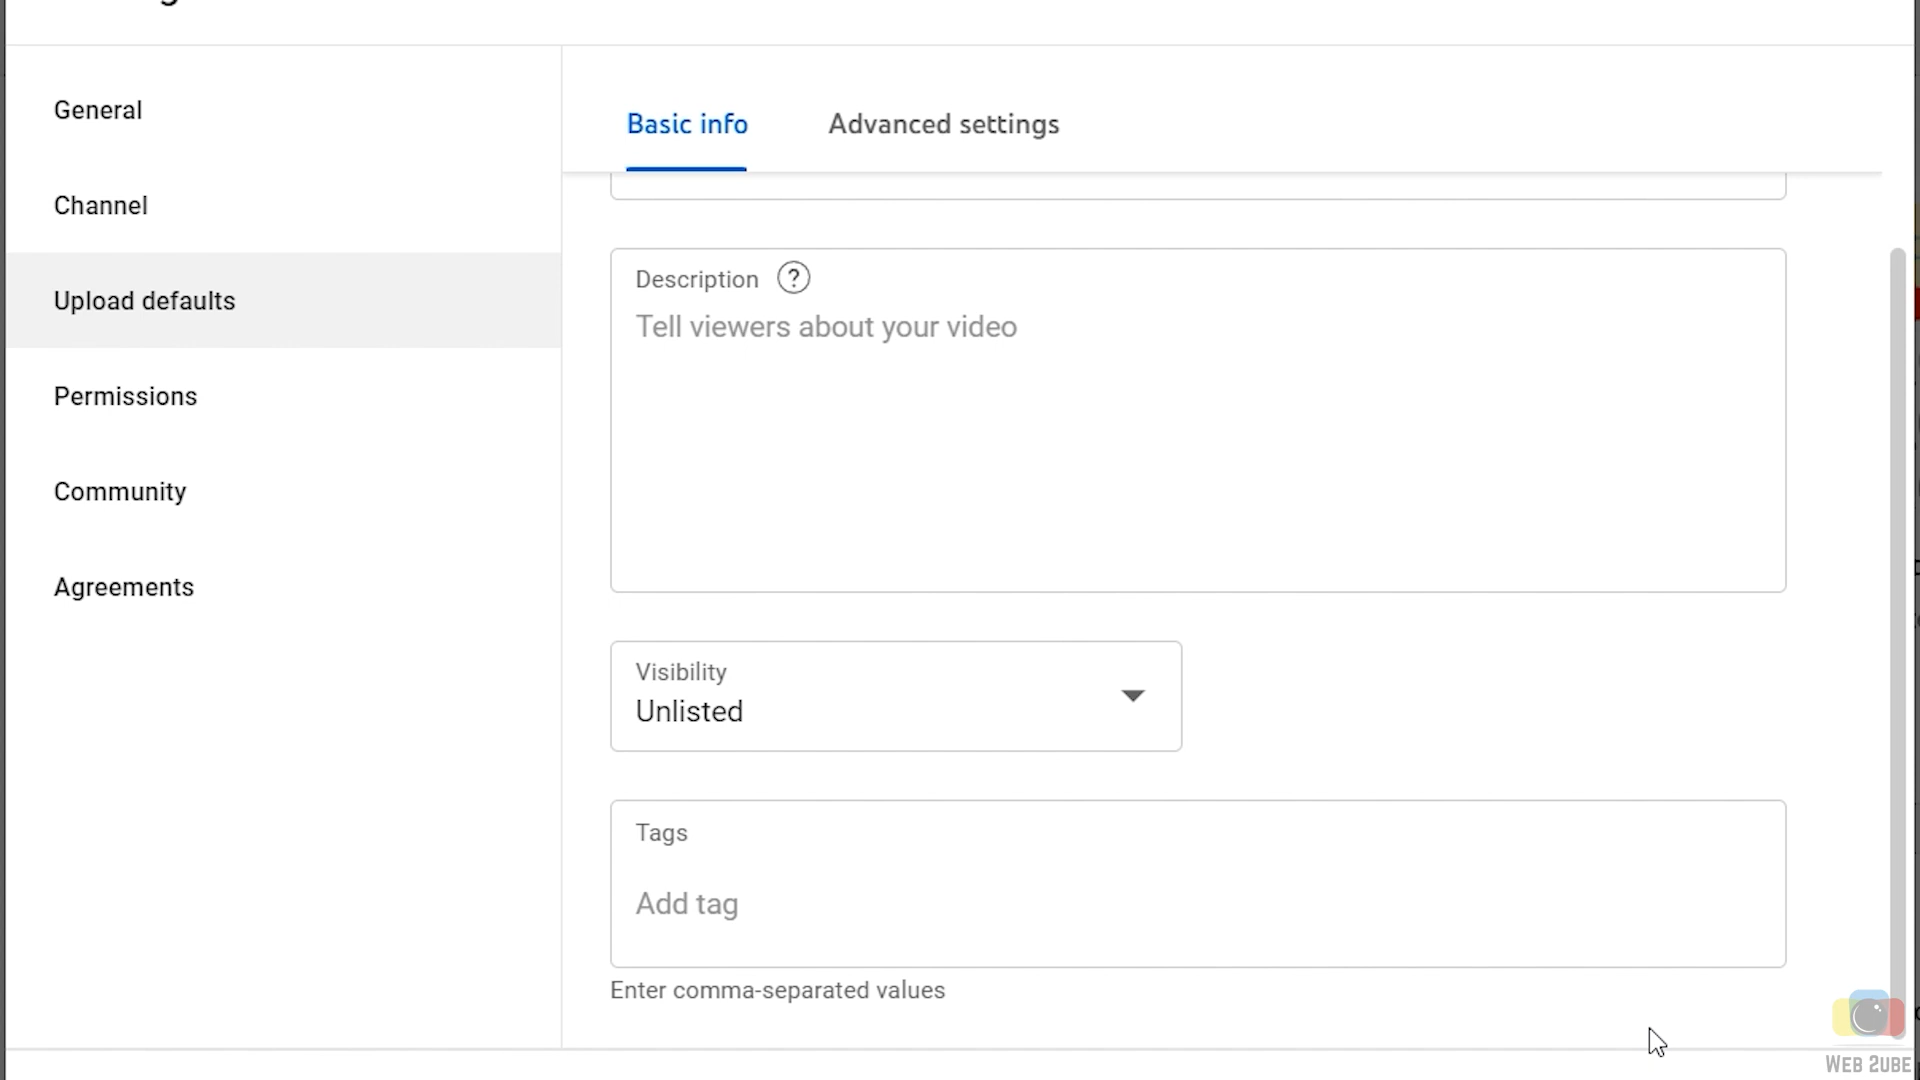 General
Channel
Upload defaults
Permissions
Community
Agreements
Basic info
Advanced settings
Description ?
Tell viewers about your video
Visibility
Unlisted
Tags
Add tag
Enter comma-separated values
WEB 2UBE